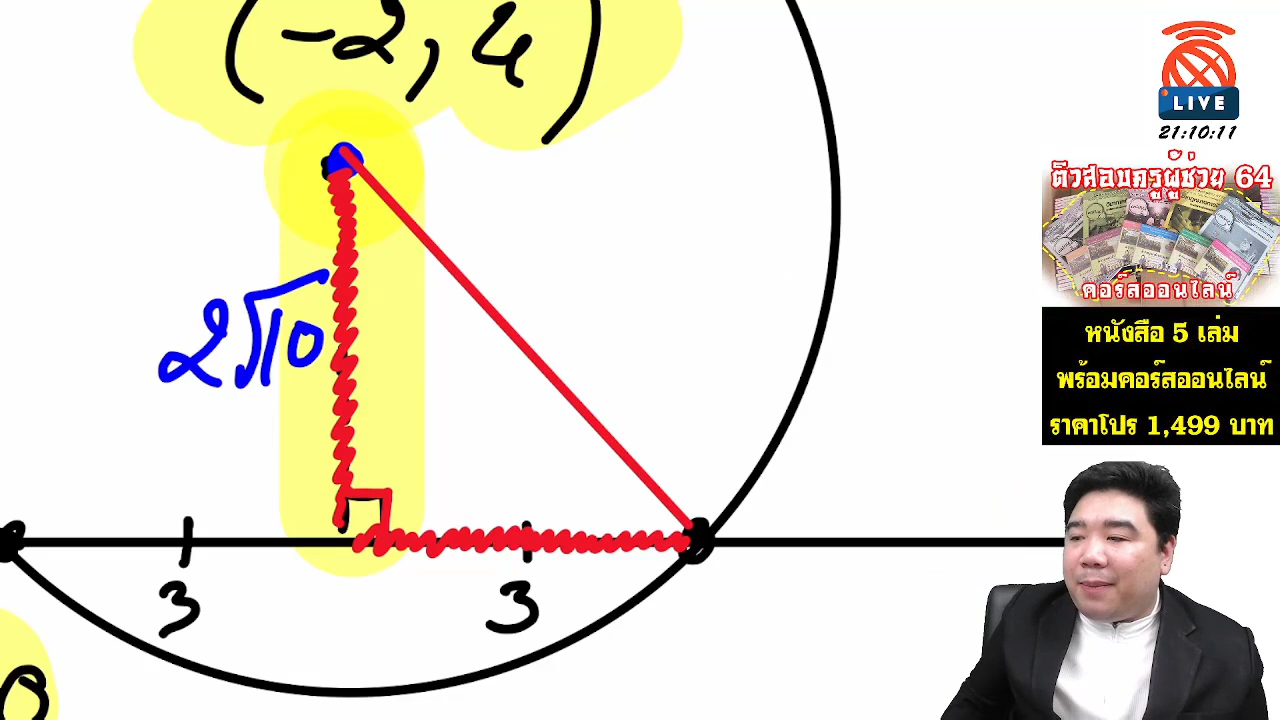 (-2, 4)
LIVE
21:10:11
ติวสอบครูผู้ช่วย 64
คอร์สออนไลน์
หนังสือ 5 เล่ม
พร้อมคอร์สออนไลน์
ราคาโปร 1,499 บาท
2√10
3 3
0